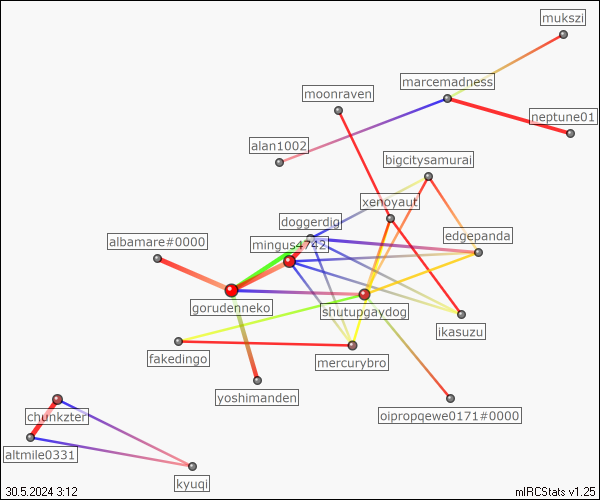 mukszi
marcemadness
moonraven
neptune01
alan1002
bigcitysamurai
xenoyaut
doggerdig
edgepanda
albamare#0000
mingus4742
gorudenneko
shutupgaydog
ikasuzu
fakedingo
mercurybro
yoshimanden
oipropqewe0171#0000
chunkzter
altmile0331
kyuqi
30.5.2024 3:12
mIRCStats v1.25